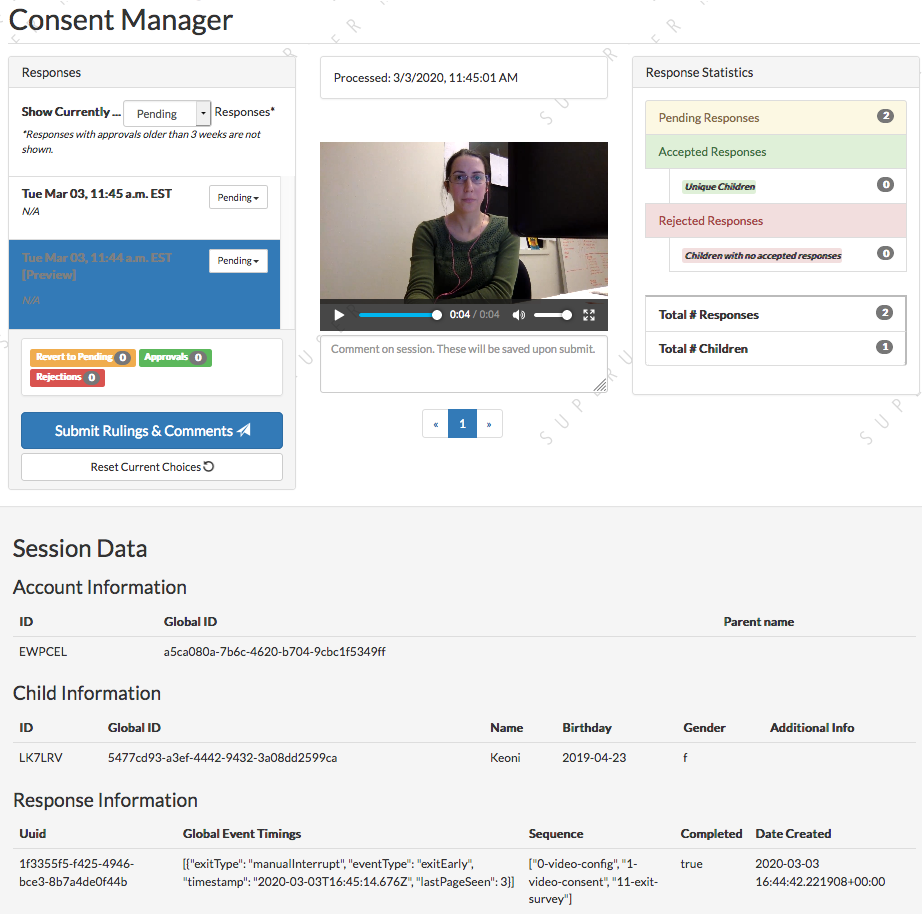 Consent Manager
Responses
Show Currently ... Pending Responses*
*Responses with approvals older than 3 weeks are not
shown.
Tue Mar 03, 11:45 a.m. EST
N/A
Pending
Tue Mar 03, 11:44 a.m. EST
[Preview]
N/A
Pending
Revert to Pending 0
Approvals 0
Rejections 0
Submit Rulings & Comments
Reset Current Choices
Processed: 3/3/2020, 11:45:01 AM
0:04 / 0:04
Comment on session. These will be saved upon submit.
« 1 »
Response Statistics
Pending Responses 2
Accepted Responses
Unique Children 0
Rejected Responses
Children with no accepted responses 0
Total # Responses 2
Total # Children 1
Session Data
Account Information
ID Global ID Parent name
EWPCEL a5ca080a-7b6c-4620-b704-9cbc1f5349ff
Child Information
ID Global ID Name Birthday Gender Additional Info
LK7LRV 5477cd93-a3ef-4442-9432-3a08dd2599ca Keoni 2019-04-23 f
Response Information
Uuid Global Event Timings Sequence Completed Date Created
1f3355f5-f425-4946- [{"exitType": "manualInterrupt", "eventType": "exitEarly", ["0-video-config", "1- true 2020-03-03
bce3-8b7a4de0f44b "timestamp": "2020-03-03T16:45:14.676Z", "lastPageSeen": 3}] video-consent", "11-exit- 16:44:42.221908+00:00
survey"]